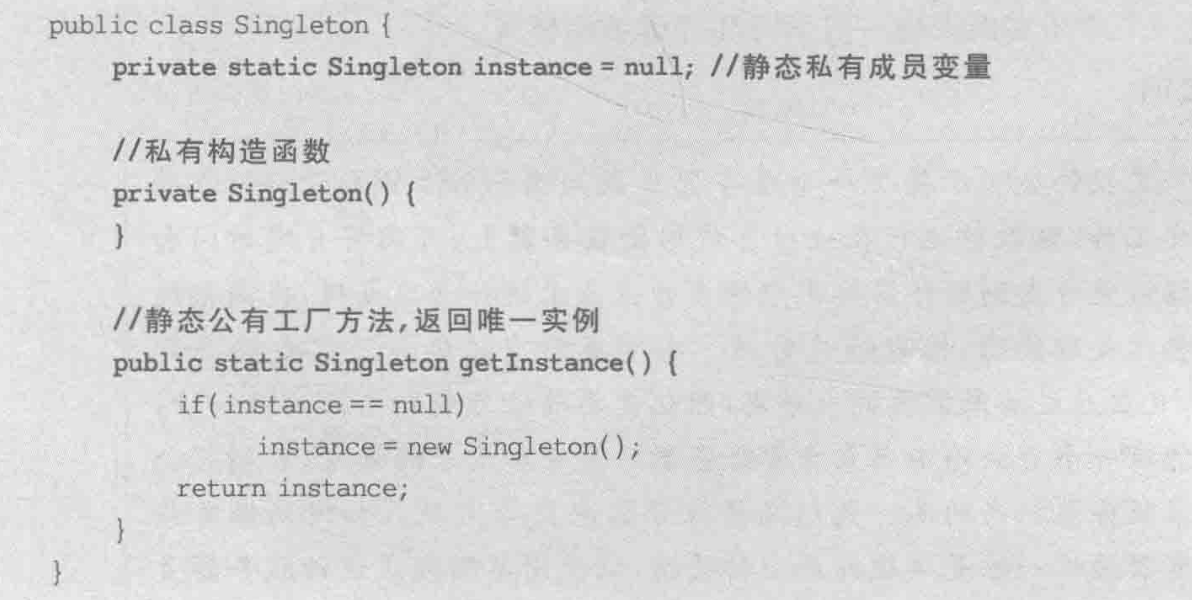 public class Singleton {
private static Singleton instance = null; //静态私有成员变量
//私有构造函数
private Singleton() {
}
//静态公有工厂方法,返回唯一实例
public static Singleton getInstance() {
if(instance == null)
instance = new Singleton();
return instance;
}
}